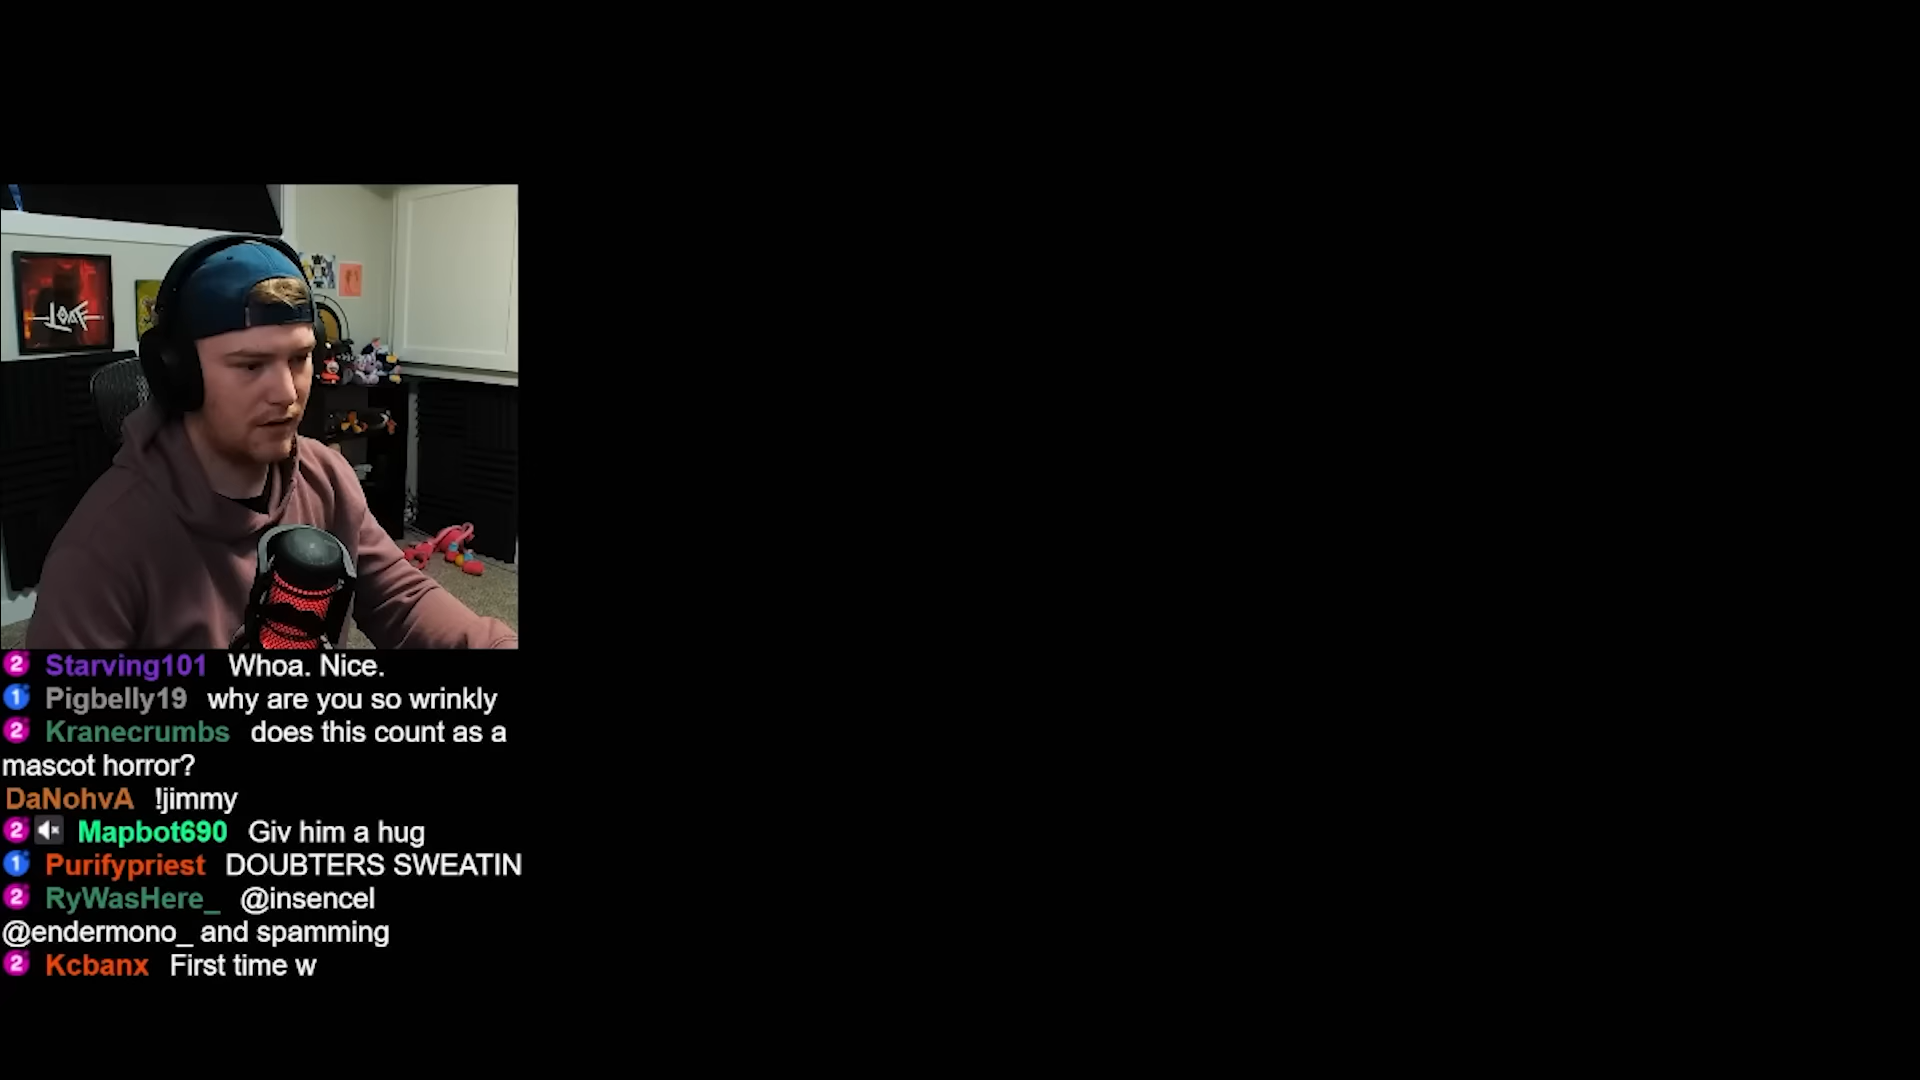 LOAF
Starving101 Whoa. Nice.
Pigbelly19 why are you so wrinkly
Kranecrumbs does this count as a
mascot horror?
DaNohvA !jimmy
Mapbot690 Giv him a hug
Purifypriest DOUBTERS SWEATIN
RyWasHere_ @insencel
@endermono_ and spamming
Kcbanx First time w